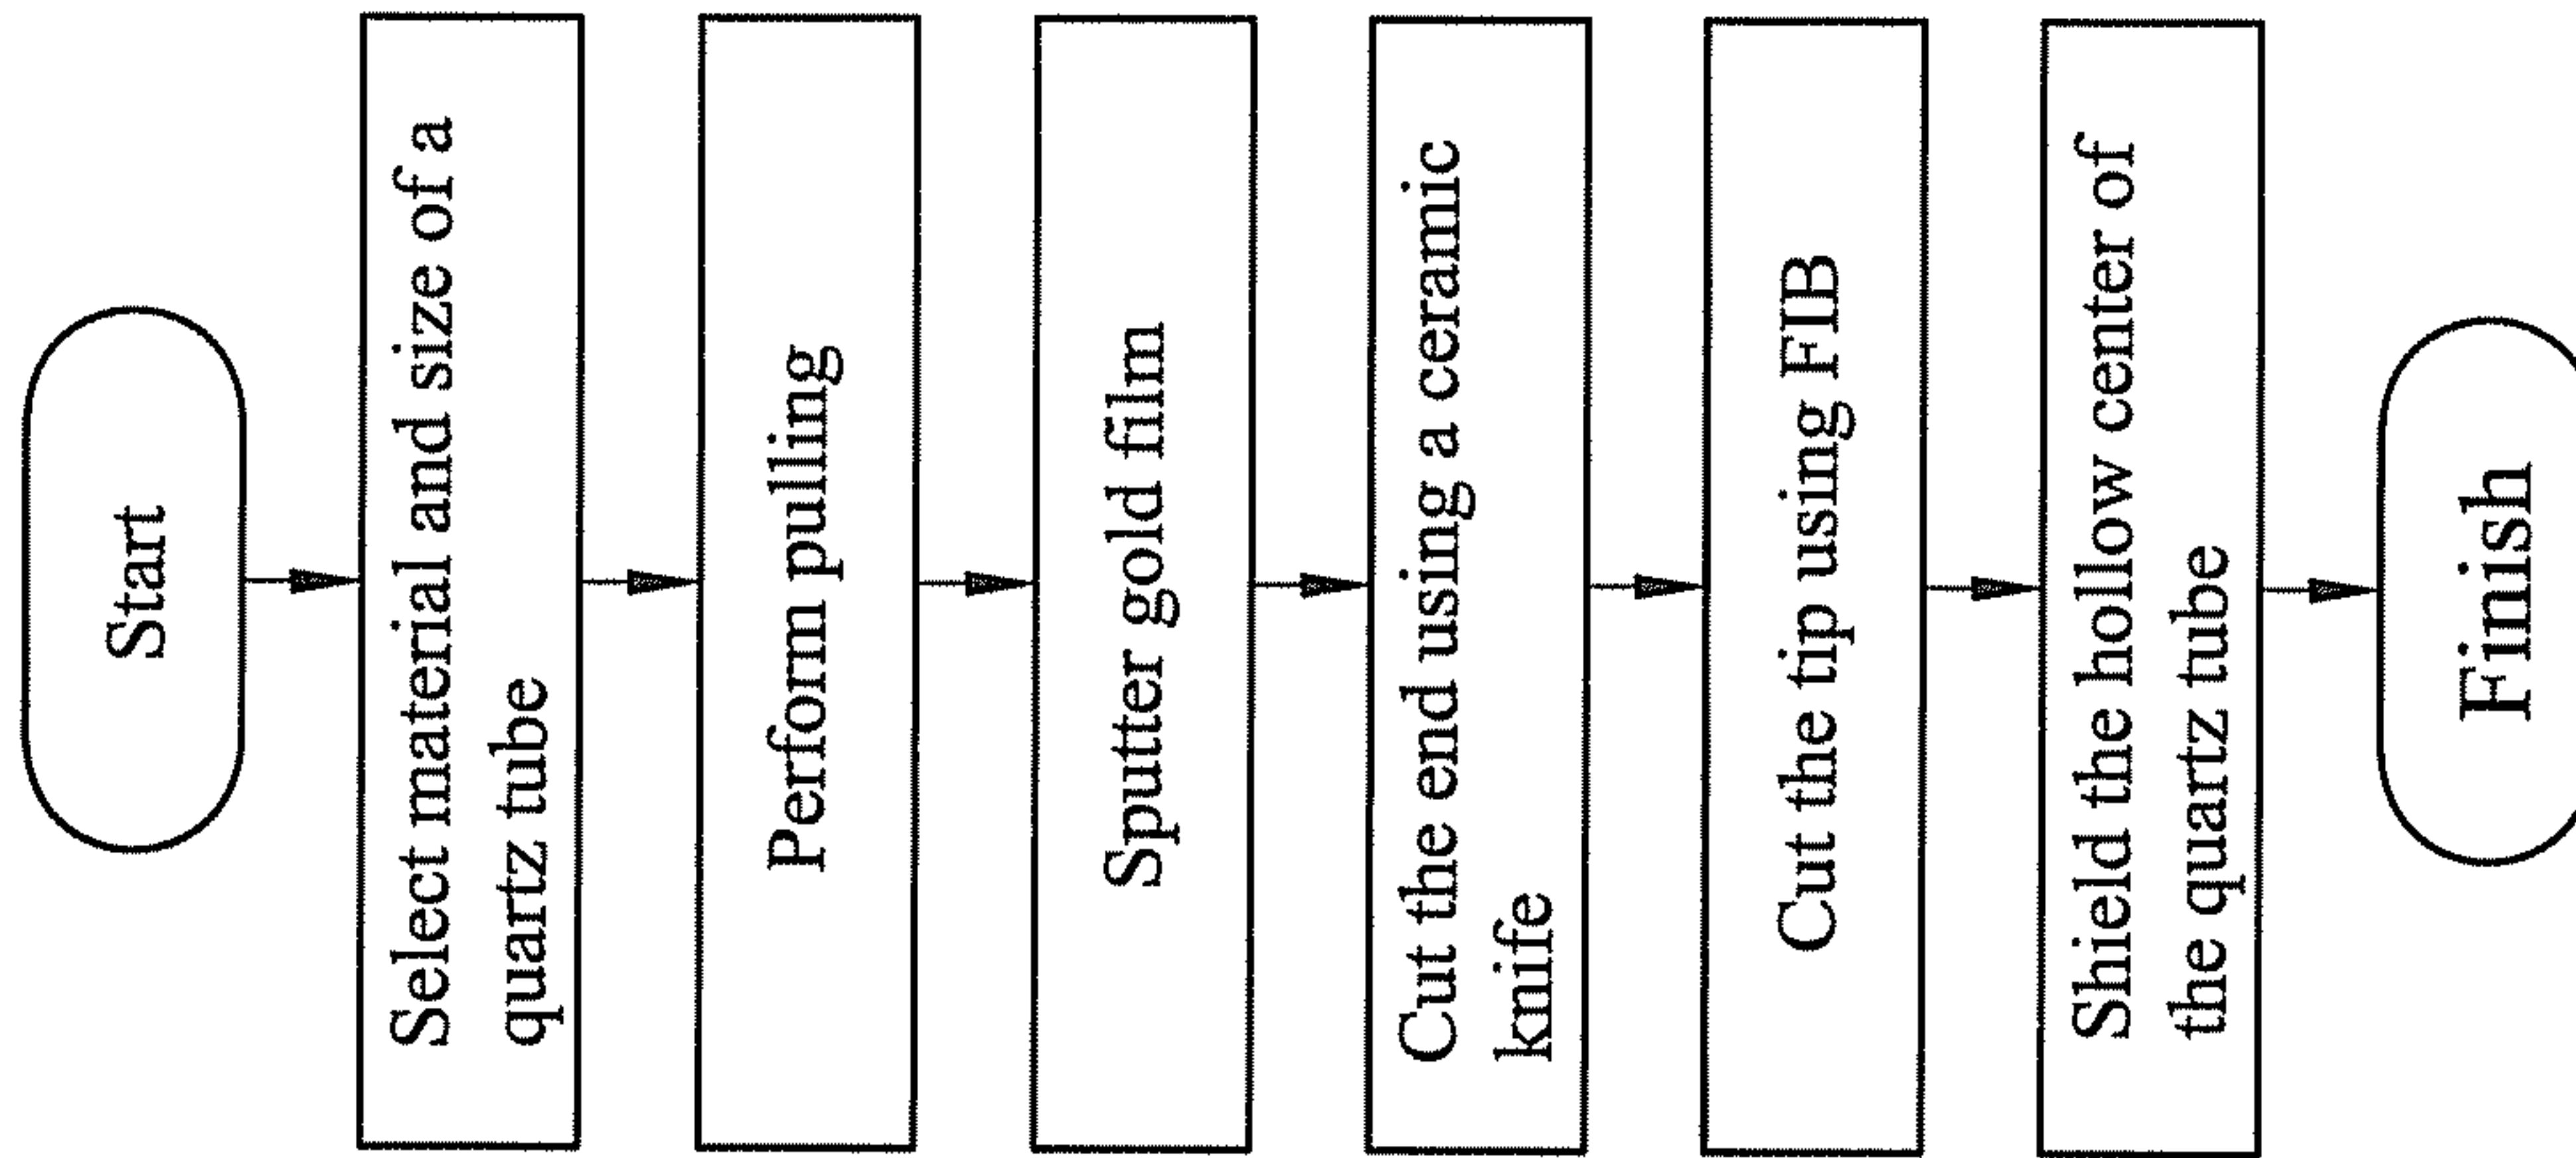 Start
Select material and size of a
quartz tube
Perform pulling
Sputter gold film
Cut the end using a ceramic
knife
Cut the tip using FIB
Shield the hollow center of
the quartz tube
Finish